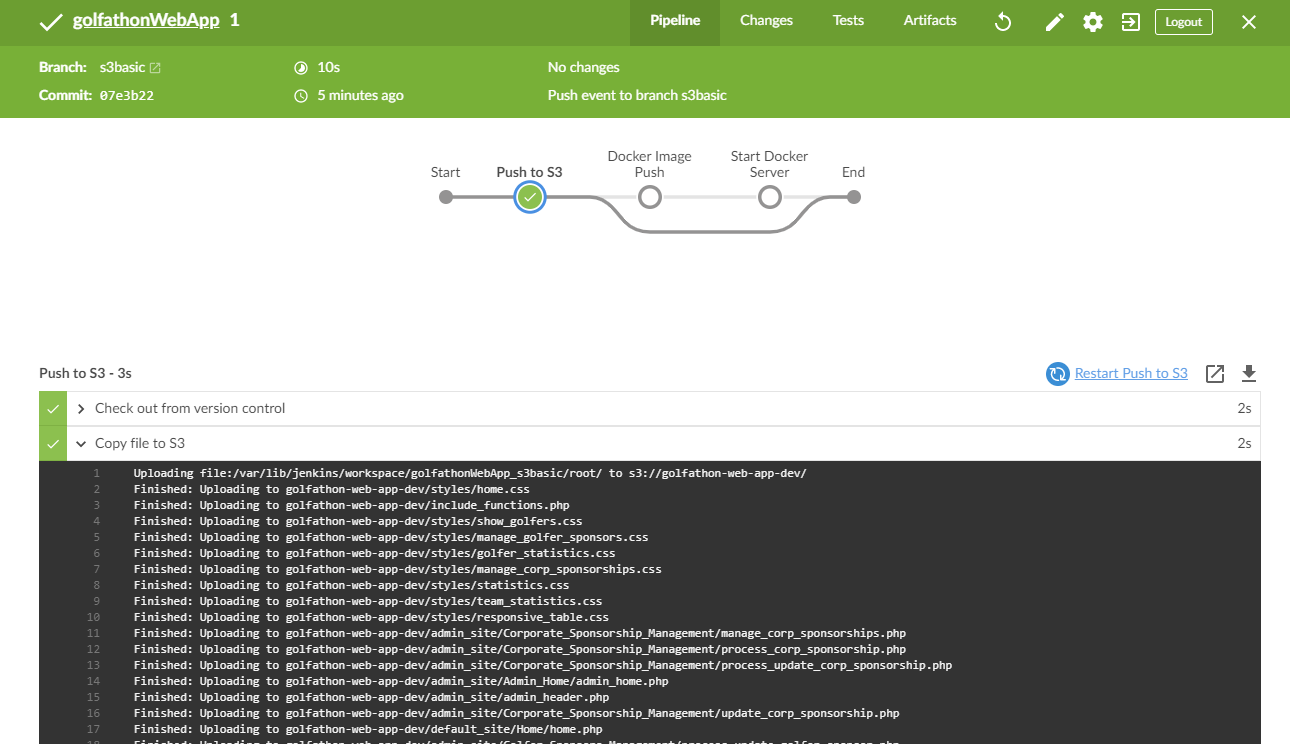 golfathonWebApp 1
Pipeline Changes Tests Artifacts Logout
Branch: s3basic 10s No changes
Commit: 07e3b22 5 minutes ago Push event to branch s3basic
Start Push to S3 Docker Image Push Start Docker Server End
Push to S3 - 3s Restart Push to S3
Check out from version control 2s
Copy file to S3 2s
1 Uploading file:/var/lib/jenkins/workspace/golfathonWebApp_s3basic/root/ to s3://golfathon-web-app-dev/
2 Finished: Uploading to golfathon-web-app-dev/styles/home.css
3 Finished: Uploading to golfathon-web-app-dev/include_functions.php
4 Finished: Uploading to golfathon-web-app-dev/styles/show_golfers.css
5 Finished: Uploading to golfathon-web-app-dev/styles/manage_golfer_sponsors.css
6 Finished: Uploading to golfathon-web-app-dev/styles/golfer_statistics.css
7 Finished: Uploading to golfathon-web-app-dev/styles/manage_corp_sponsorships.css
8 Finished: Uploading to golfathon-web-app-dev/styles/statistics.css
9 Finished: Uploading to golfathon-web-app-dev/styles/team_statistics.css
10 Finished: Uploading to golfathon-web-app-dev/styles/responsive_table.css
11 Finished: Uploading to golfathon-web-app-dev/admin_site/Corporate_Sponsorship_Management/manage_corp_sponsorships.php
12 Finished: Uploading to golfathon-web-app-dev/admin_site/Corporate_Sponsorship_Management/process_corp_sponsorship.php
13 Finished: Uploading to golfathon-web-app-dev/admin_site/Corporate_Sponsorship_Management/process_update_corp_sponsorship.php
14 Finished: Uploading to golfathon-web-app-dev/admin_site/Admin_Home/admin_home.php
15 Finished: Uploading to golfathon-web-app-dev/admin_site/admin_header.php
16 Finished: Uploading to golfathon-web-app-dev/admin_site/Corporate_Sponsorship_Management/update_corp_sponsorship.php
17 Finished: Uploading to golfathon-web-app-dev/default_site/Home/home.php